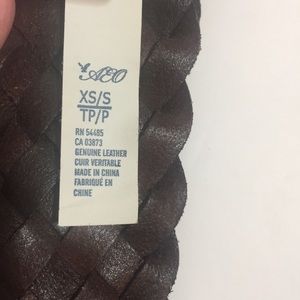 AEO
XS/S
TP/P
RN 54485
CA 03873
GENUINE LEATHER
CUIR VERITABLE
MADE IN CHINA
FABRIQUÉ EN
CHINE